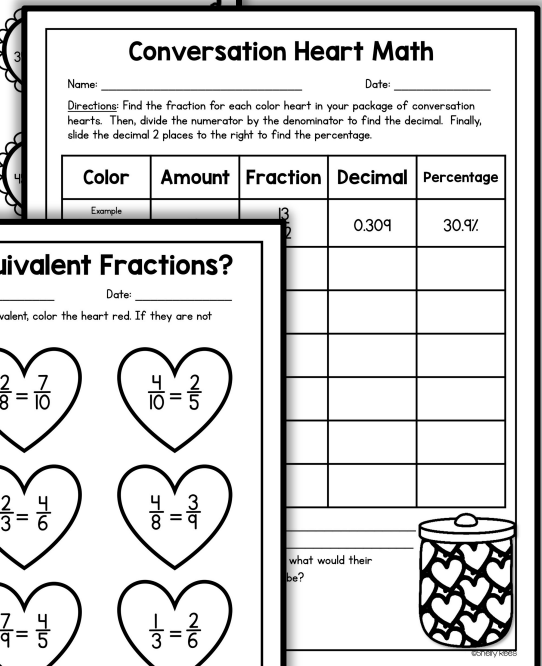 Conversation Heart Math
Name: Date:
Directions: Find the fraction for each color heart in your package of conversation
hearts. Then, divide the numerator by the denominator to find the decimal. Finally,
slide the decimal 2 places to the right to find the percentage.
Color Amount Fraction Decimal Percentage
Example 13 0.309 30.9%
2
what would their
be?
©Shelly Rees
uivalent Fractions?
Date:
valent, color the heart red. If they are not
2/8 = 7/10 4/10 = 2/5
2/3 = 4/6 4/8 = 3/9
7/9 = 4/5 1/3 = 2/6
3
4